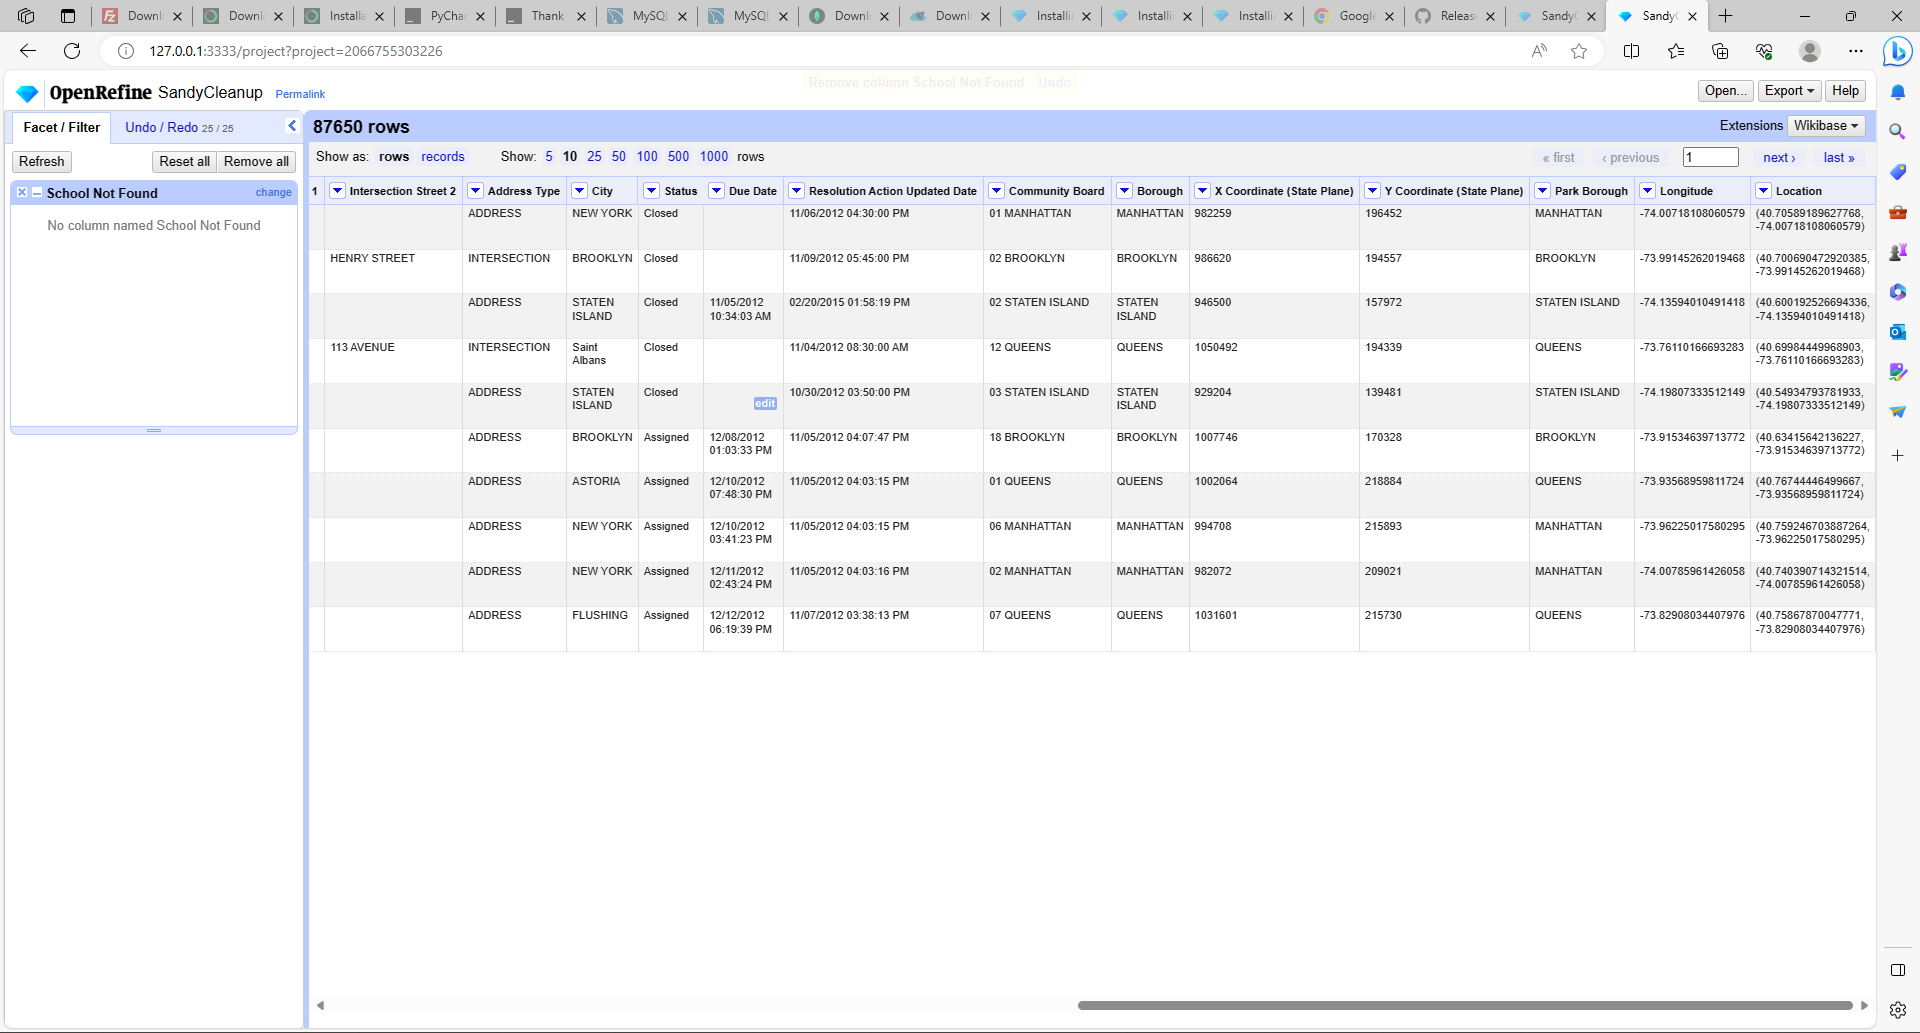 Downl
Downl
Installa
PyChar
Thank
MySQL
MySQL
Downl
Downl
Installi
Installi
Installi
Google
Releas
SandyC
SandyC
127.0.0.1:3333/project?project=2066755303226
Remove column School Not Found Undo
OpenRefine SandyCleanup Permalink
Open... Export Help
Facet / Filter Undo / Redo 25 / 25
87650 rows
Extensions Wikibase
Refresh Reset all Remove all
Show as: rows records Show: 5 10 25 50 100 500 1000 rows
« first ‹ previous 1 next › last »
School Not Found change
No column named School Not Found
1 Intersection Street 2 Address Type City Status Due Date Resolution Action Updated Date Community Board Borough X Coordinate (State Plane) Y Coordinate (State Plane) Park Borough Longitude Location
ADDRESS NEW YORK Closed 11/06/2012 04:30:00 PM 01 MANHATTAN MANHATTAN 982259 196452 MANHATTAN -74.00718108060579 (40.70589189627768,
-74.00718108060579)
HENRY STREET INTERSECTION BROOKLYN Closed 11/09/2012 05:45:00 PM 02 BROOKLYN BROOKLYN 986620 194557 BROOKLYN -73.99145262019468 (40.700690472920385,
-73.99145262019468)
ADDRESS STATEN Closed 11/05/2012 02/20/2015 01:58:19 PM 02 STATEN ISLAND STATEN 946500 157972 STATEN ISLAND -74.13594010491418 (40.600192526694336,
ISLAND 10:34:03 AM ISLAND -74.13594010491418)
113 AVENUE INTERSECTION Saint Closed 11/04/2012 08:30:00 AM 12 QUEENS QUEENS 1050492 194339 QUEENS -73.76110166693283 (40.69984449968903,
Albans -73.76110166693283)
ADDRESS STATEN Closed 10/30/2012 03:50:00 PM 03 STATEN ISLAND STATEN 929204 139481 STATEN ISLAND -74.19807333512149 (40.54934793781933,
ISLAND edit ISLAND -74.19807333512149)
ADDRESS BROOKLYN Assigned 12/08/2012 11/05/2012 04:07:47 PM 18 BROOKLYN BROOKLYN 1007746 170328 BROOKLYN -73.91534639713772 (40.63415642136227,
01:03:33 PM -73.91534639713772)
ADDRESS ASTORIA Assigned 12/10/2012 11/05/2012 04:03:15 PM 01 QUEENS QUEENS 1002064 218884 QUEENS -73.93568959811724 (40.76744446499667,
07:48:30 PM -73.93568959811724)
ADDRESS NEW YORK Assigned 12/10/2012 11/05/2012 04:03:15 PM 06 MANHATTAN MANHATTAN 994708 215893 MANHATTAN -73.96225017580295 (40.759246703887264,
03:41:23 PM -73.96225017580295)
ADDRESS NEW YORK Assigned 12/11/2012 11/05/2012 04:03:16 PM 02 MANHATTAN MANHATTAN 982072 209021 MANHATTAN -74.00785961426058 (40.740390714321514,
02:43:24 PM -74.00785961426058)
ADDRESS FLUSHING Assigned 12/12/2012 11/07/2012 03:38:13 PM 07 QUEENS QUEENS 1031601 215730 QUEENS -73.82908034407976 (40.75867870047771,
06:19:39 PM -73.82908034407976)